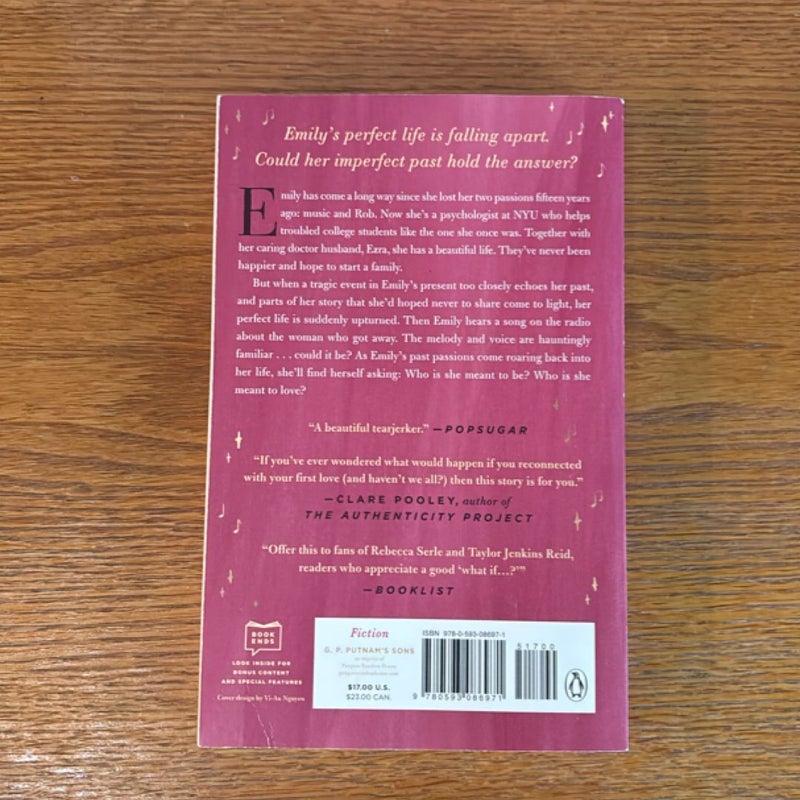 Emily's perfect life is falling apart.
Could her imperfect past hold the answer?
Emily has come a long way since she lost her two passions fifteen years
ago: music and Rob. Now she's a psychologist at NYU who helps
troubled college students like the one she once was. Together with
her caring doctor husband, Ezra, she has a beautiful life. They've never been
happier and hope to start a family.
But when a tragic event in Emily's present too closely echoes her past,
and parts of her story that she'd hoped never to share come to light, her
perfect life is suddenly upturned. Then Emily hears a song on the radio
about the woman who got away. The melody and voice are hauntingly
familiar . . . could it be? As Emily's past passions come roaring back into
her life, she'll find herself asking: Who is she meant to be? Who is she
meant to love?
"A beautiful tearjerker." —POPSUGAR
"If you've ever wondered what would happen if you reconnected
with your first love (and haven't we all?) then this story is for you."
—CLARE POOLEY, author of
THE AUTHENTICITY PROJECT
"Offer this to fans of Rebecca Serle and Taylor Jenkins Reid,
readers who appreciate a good 'what if...?'"
—BOOKLIST
BOOK
ENDS
LOOK INSIDE FOR
BONUS CONTENT
AND SPECIAL FEATURES
Cover design by Vi-An Nguyen
Fiction
G. P. PUTNAM'S SONS
an imprint of
Penguin Random House
penguinrandomhouse.com
$17.00 U.S.
$23.00 CAN.
ISBN 978-0-593-08697-1
51700
9 780593 086971